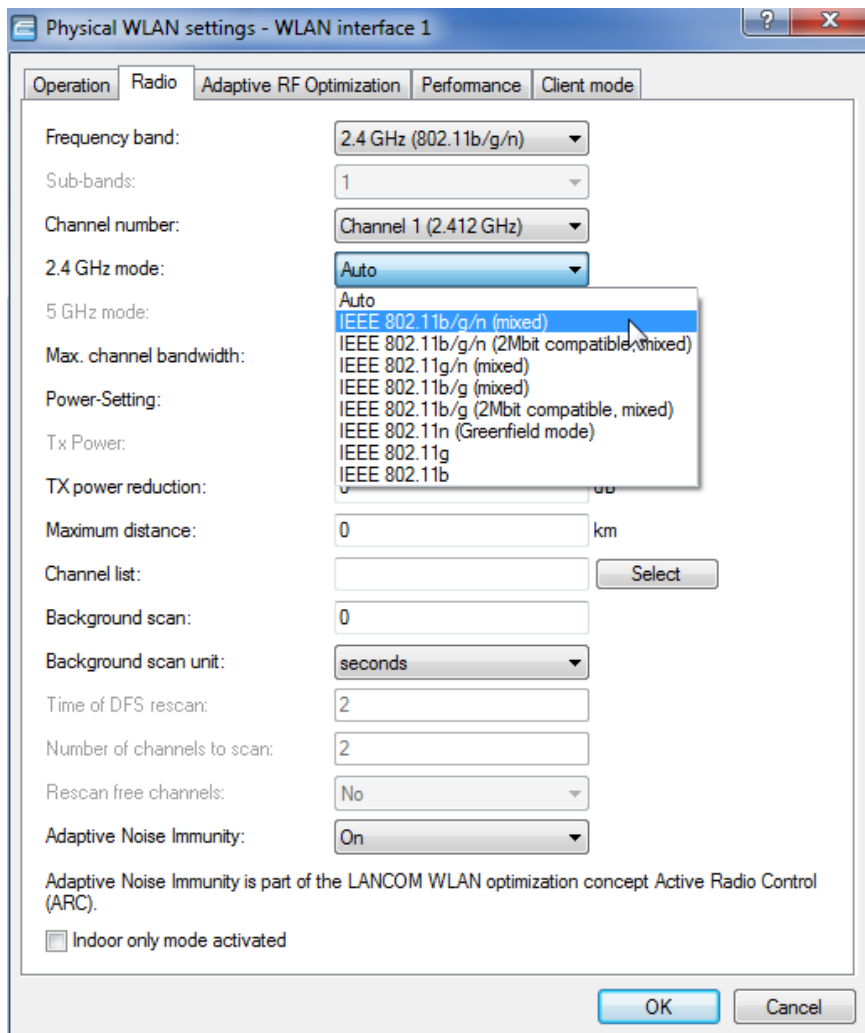 Physical WLAN settings - WLAN interface 1
Operation Radio Adaptive RF Optimization Performance Client mode
Frequency band: 2.4 GHz (802.11b/g/n)
Sub-bands: 1
Channel number: Channel 1 (2.412 GHz)
2.4 GHz mode: Auto
Auto
5 GHz mode: IEEE 802.11b/g/n (mixed)
IEEE 802.11b/g/n (2Mbit compatible, mixed)
Max. channel bandwidth: IEEE 802.11g/n (mixed)
IEEE 802.11b/g (mixed)
Power-Setting: IEEE 802.11b/g (2Mbit compatible, mixed)
Tx Power: IEEE 802.11n (Greenfield mode)
IEEE 802.11g
IEEE 802.11b
TX power reduction:
Maximum distance: 0 km
Channel list: Select
Background scan: 0
Background scan unit: seconds
Time of DFS rescan: 2
Number of channels to scan: 2
Rescan free channels: No
Adaptive Noise Immunity: On
Adaptive Noise Immunity is part of the LANCOM WLAN optimization concept Active Radio Control
(ARC).
Indoor only mode activated
OK Cancel